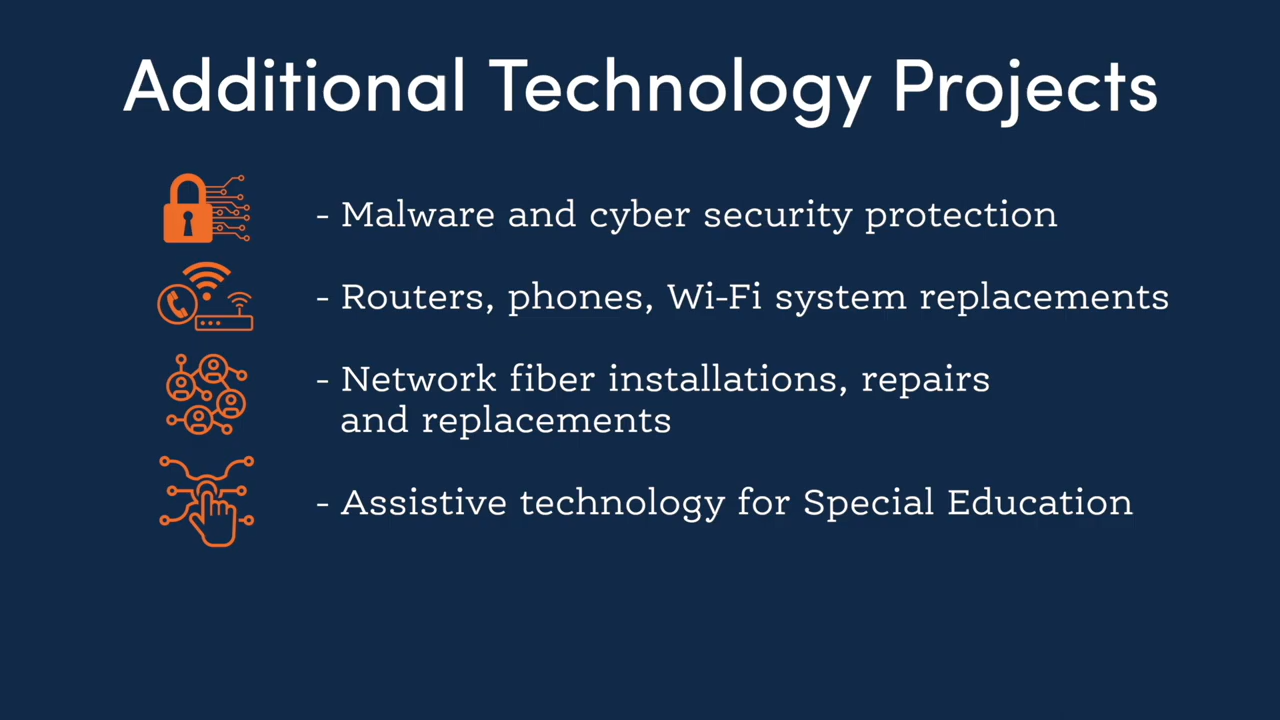 Additional Technology Projects
- Malware and cyber security protection
- Routers, phones, Wi-Fi system replacements
- Network fiber installations, repairs
and replacements
- Assistive technology for Special Education